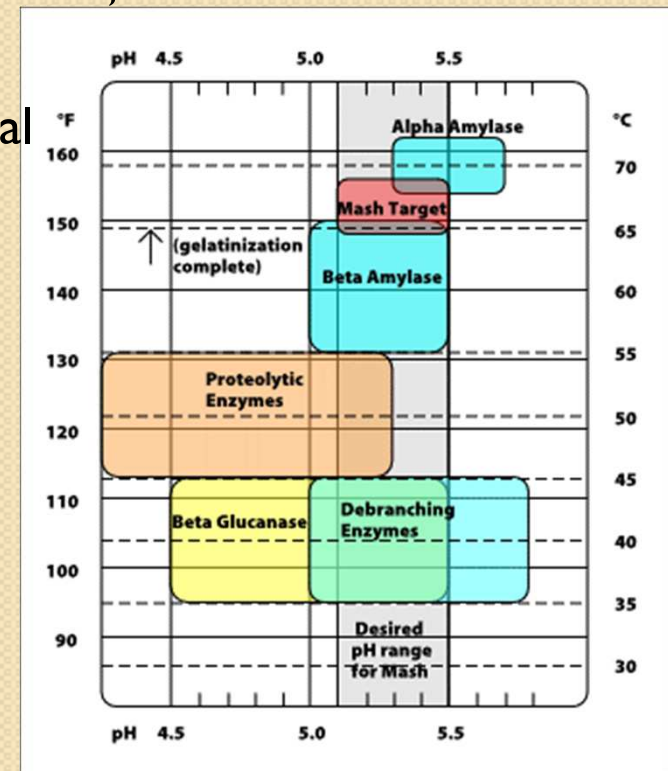 al
pH 4.5 5.0 5.5
°F °C
Alpha Amylase
160
70
Mash Target
150
65
(gelatinization
complete)
Beta Amylase
140 60
130 55
Proteolytic
Enzymes
50
120
45
110
Beta Glucanase
Debranching
Enzymes
40
100
35
Desired
pH range
for Mash
90
30
pH 4.5 5.0 5.5